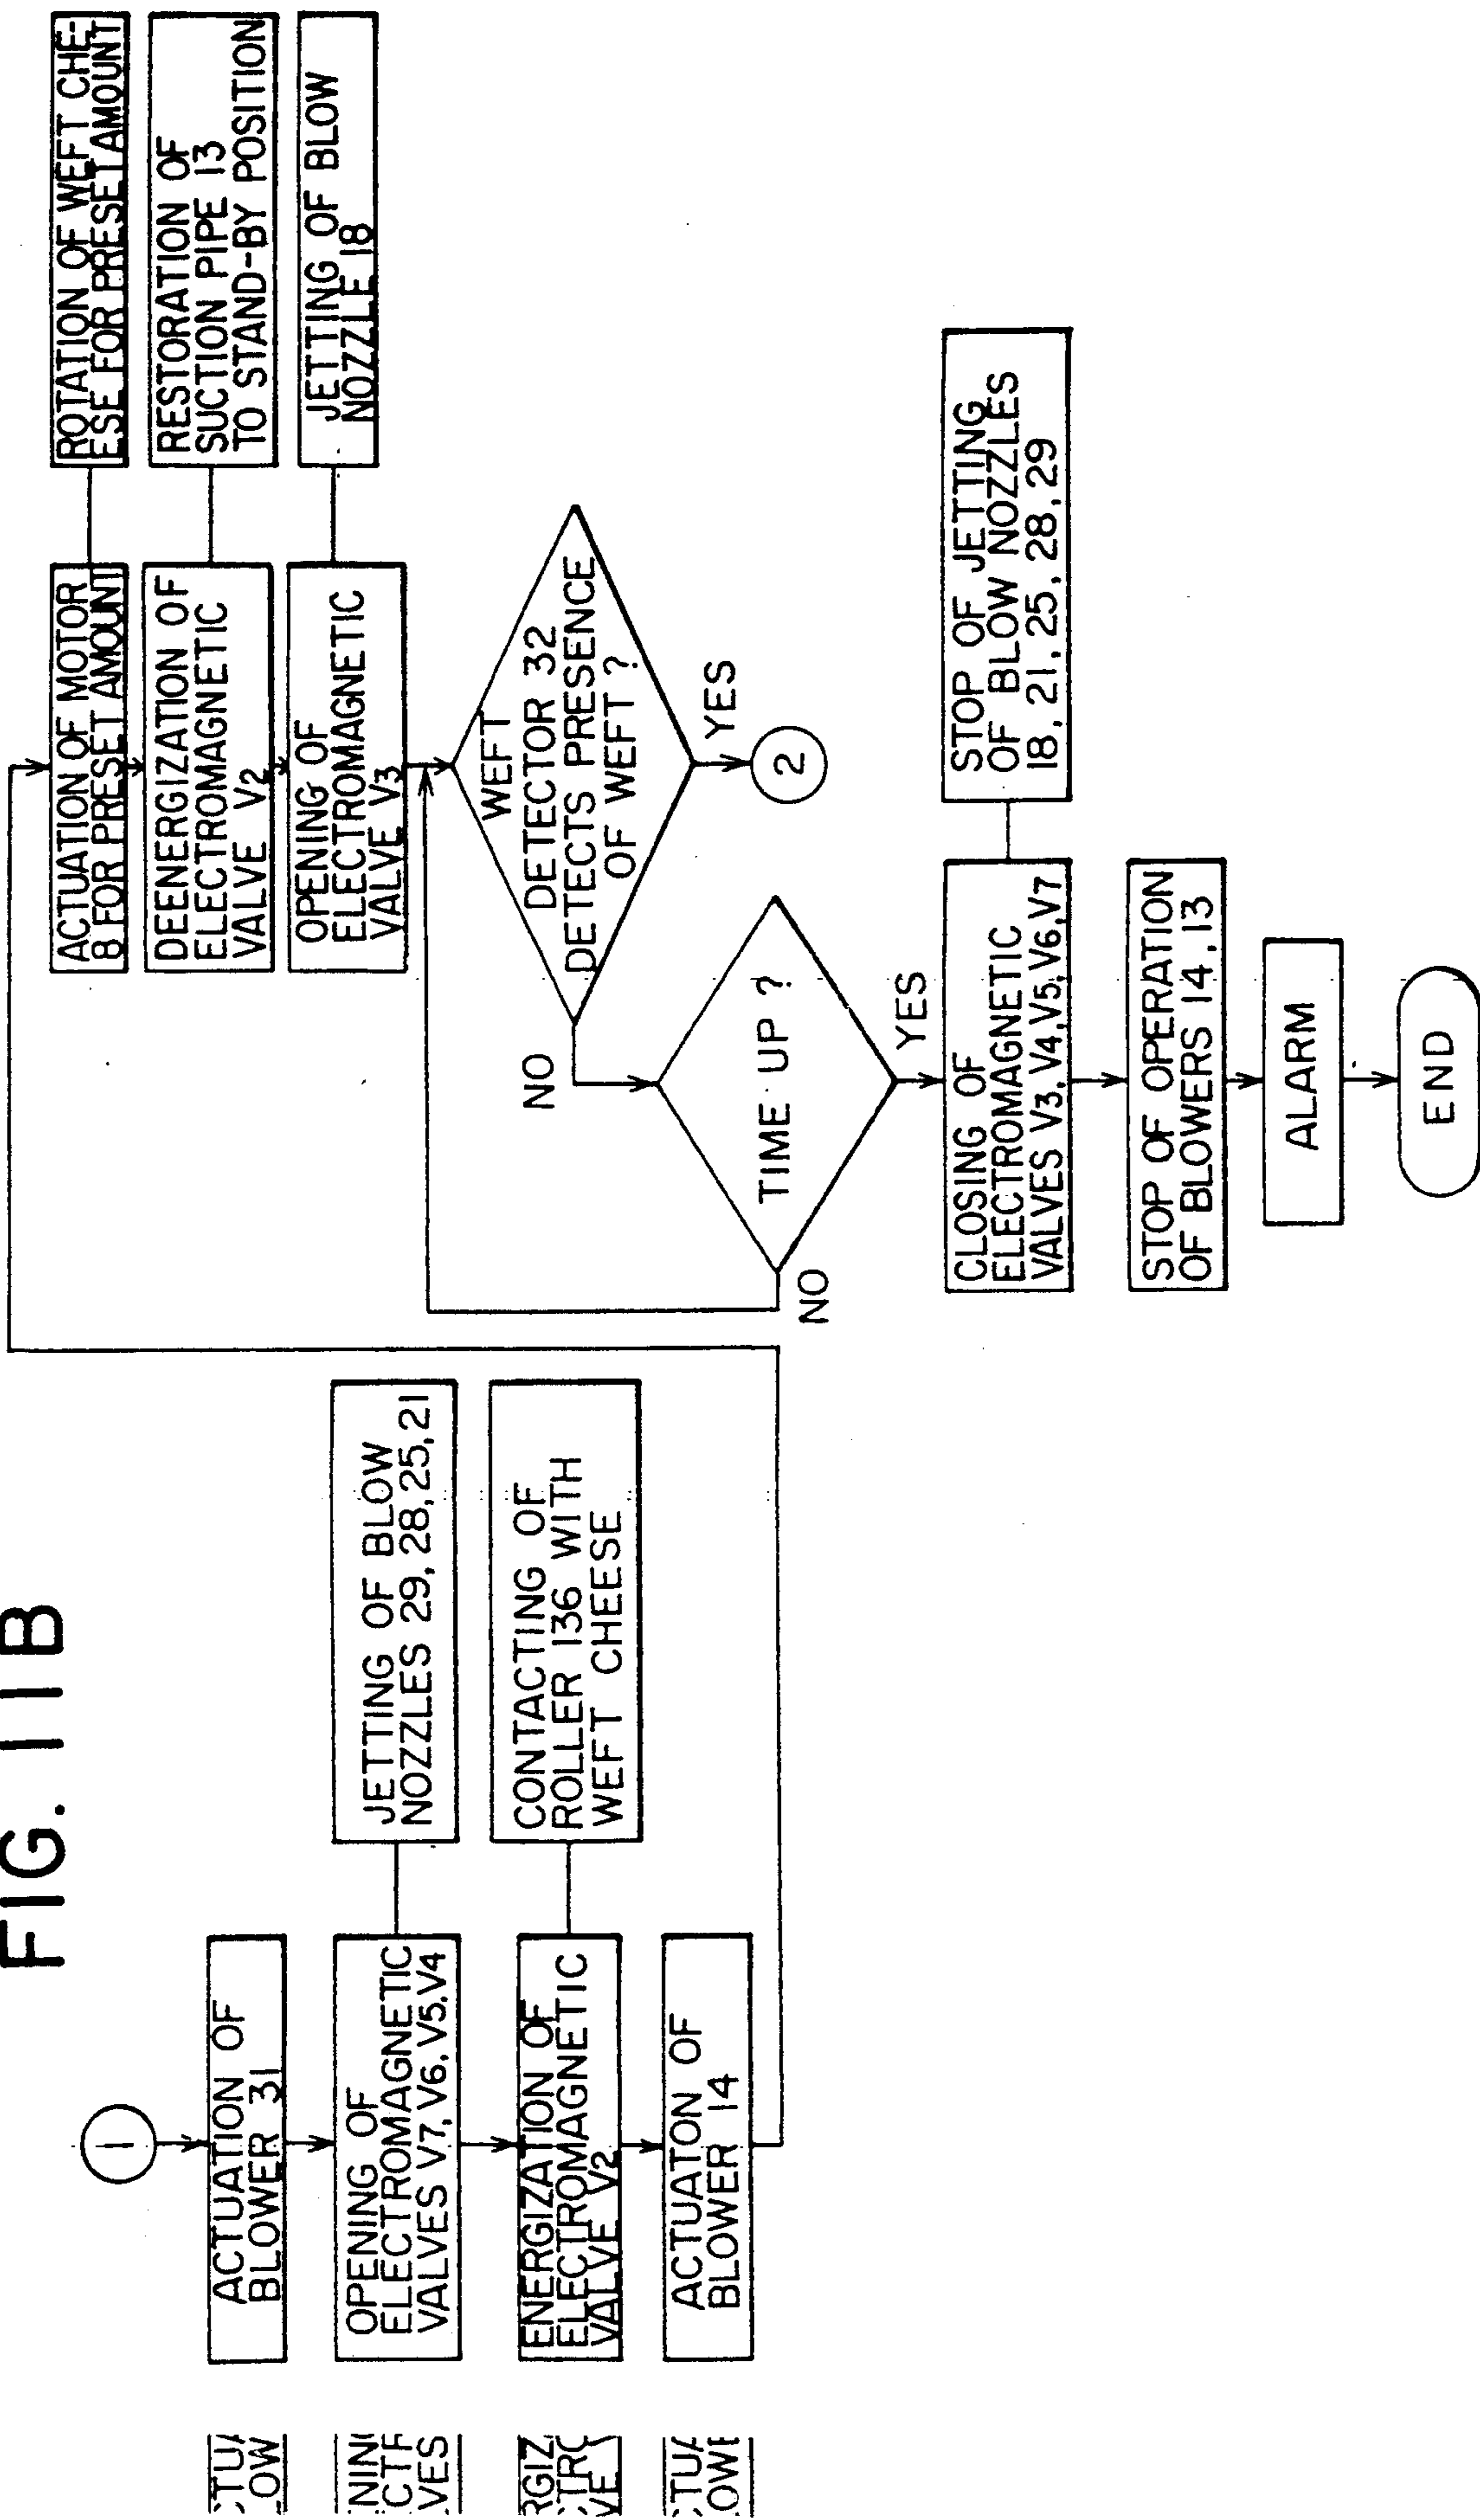 FIG. 11B
1
ACTUATION OF
BLOWER 31
OPENING OF
ELECTROMAGNETIC
VALVES V7, V6, V5, V4
JETTING OF BLOW
NOZZLES 29, 28, 25, 21
ENERGIZATION OF
ELECTROMAGNETIC
VALVE V2
CONTACTING OF
ROLLER 136 WITH
WEFT CHEESE
ACTUATON OF
BLOWER 14
ACTUATION OF MOTOR
8 FOR PRESET AMOUNT
ROTATION OF WEFT CHE-
ESE FOR PRESET AMOUNT
DEENERGIZATION OF
ELECTROMAGNETIC
VALVE V2
RESTORATION OF
SUCTION PIPE 13
TO STAND-BY POSITION
OPENING OF
ELECTROMAGNETIC
VALVE V3
JETTING OF BLOW
NOZZLE 18
WEFT
DETECTOR 32
DETECTS PRESENCE
OF WEFT ?
NO
YES
2
TIME UP ?
NO
YES
CLOSING OF
ELECTROMAGNETIC
VALVES V3, V4, V5, V6, V7
STOP OF JETTING
OF BLOW NOZZLES
18, 21, 25, 28, 29
STOP OF OPERATION
OF BLOWERS 14, 13
ALARM
END